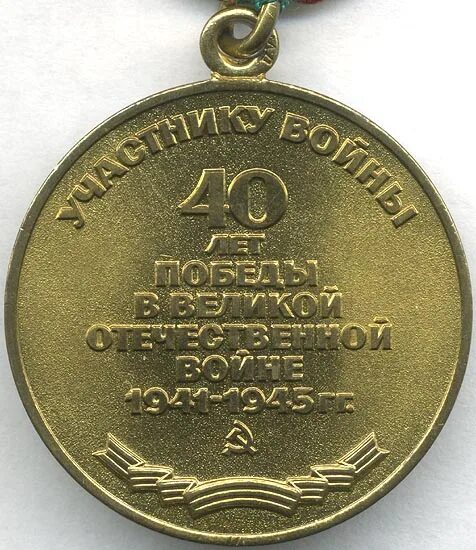 УЧАСТНИКУ ВОЙНЫ
40
ЛЕТ
ПОБЕДЫ
В ВЕЛИКОЙ
ОТЕЧЕСТВЕННОЙ
ВОЙНЕ
1941-1945 ГГ.